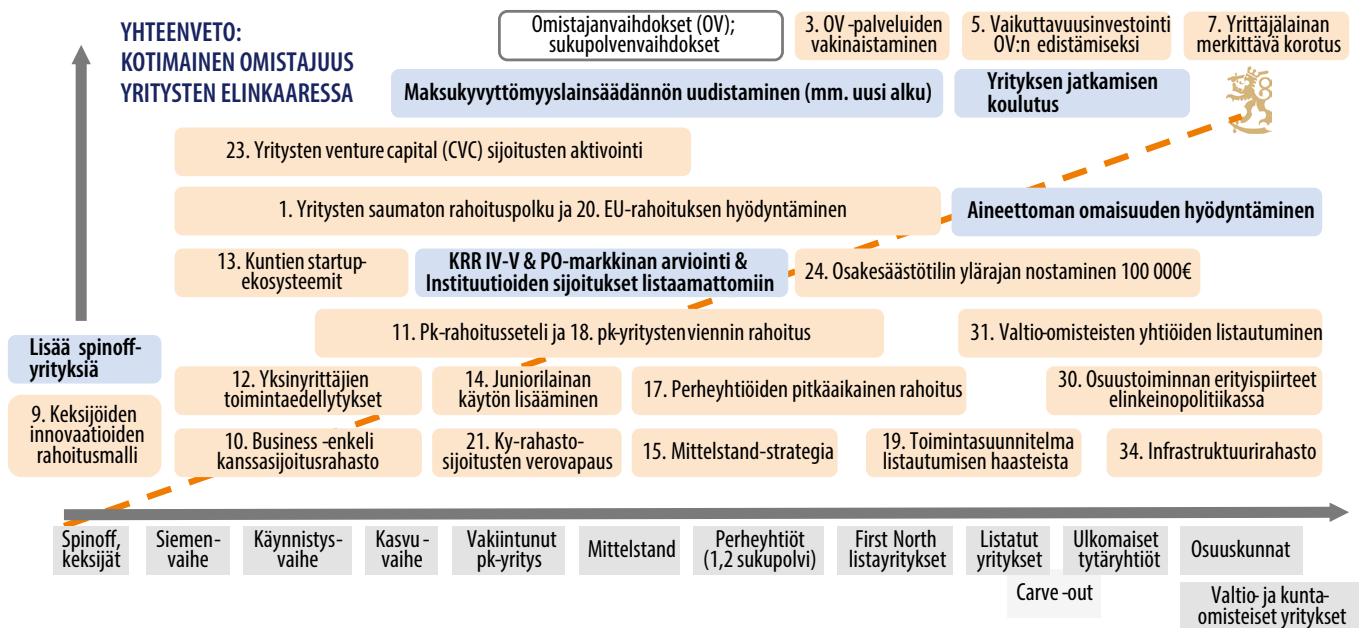 YHTEENVETO:
KOTIMAINEN OMISTAJUUS
YRITYSTEN ELINKAARESSA
Omistajanvaihdokset (OV);
sukupolvenvaihdokset
3. OV -palveluiden
vakinaistaminen
5. Vaikuttavuusinvestointi
OV:n edistämiseksi
7. Yrittäjälainan
merkittävä korotus
Maksukyvyttömyyslainsäädännön uudistaminen (mm. uusi alku)
Yrityksen jatkamisen
koulutus
23. Yritysten venture capital (CVC) sijoitusten aktivointi
1. Yritysten saumaton rahoituspolku ja 20. EU-rahoituksen hyödyntäminen
Aineettoman omaisuuden hyödyntäminen
13. Kuntien startup-
ekosysteemit
KRR IV-V & PO-markkinan arviointi &
Instituutioiden sijoitukset listaamattomiin
24. Osakesäästötilin ylärajan nostaminen 100 000€
11. Pk-rahoitusseteli ja 18. pk-yritysten viennin rahoitus
31. Valtio-omisteisten yhtiöiden listautuminen
Lisää spinoff-
yrityksiä
12. Yksinyrittäjien
toimintaedellytykset
14. Juniorilainan
käytön lisääminen
17. Perheyhtiöiden pitkäaikainen rahoitus
30. Osuustoiminnan erityispiirteet
elinkeinopolitiikassa
9. Keksijöiden
innovaatioiden
rahoitusmalli
10. Business -enkeli
kanssasijoitusrahasto
21. Ky-rahasto-
sijoitusten verovapaus
15. Mittelstand-strategia
19. Toimintasuunnitelma
listautumisen haasteista
34. Infrastruktuurirahasto
Spinoff,
keksijät
Siemen-
vaihe
Käynnistys-
vaihe
Kasvu -
vaihe
Vakiintunut
pk-yritys
Mittelstand
Perheyhtiöt
(1,2 sukupolvi)
First North
listayritykset
Listatut
yritykset
Ulkomaiset
tytäryhtiöt
Osuuskunnat
Carve -out
Valtio- ja kunta-
omisteiset yritykset